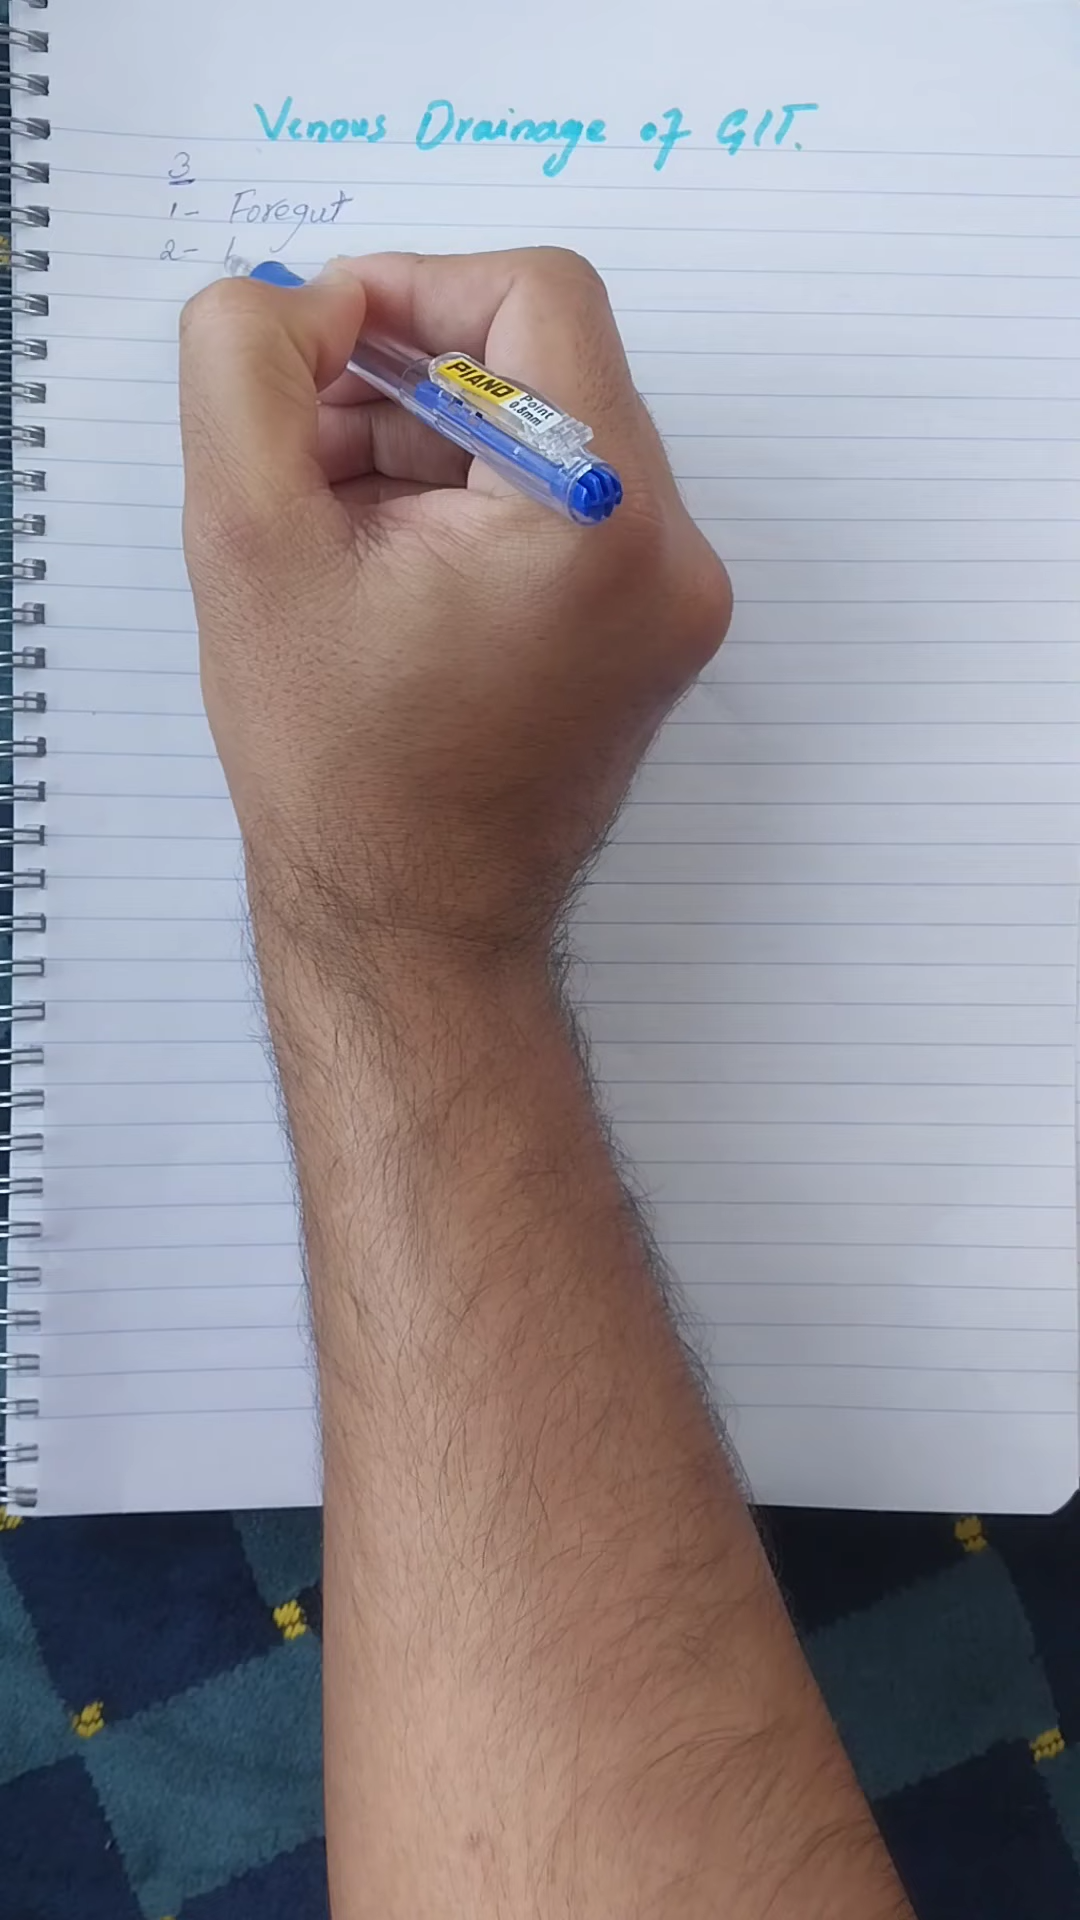 Venous Drainage of GIT.
3
1- Foregut
2-
PIANO
Point
0.8mm